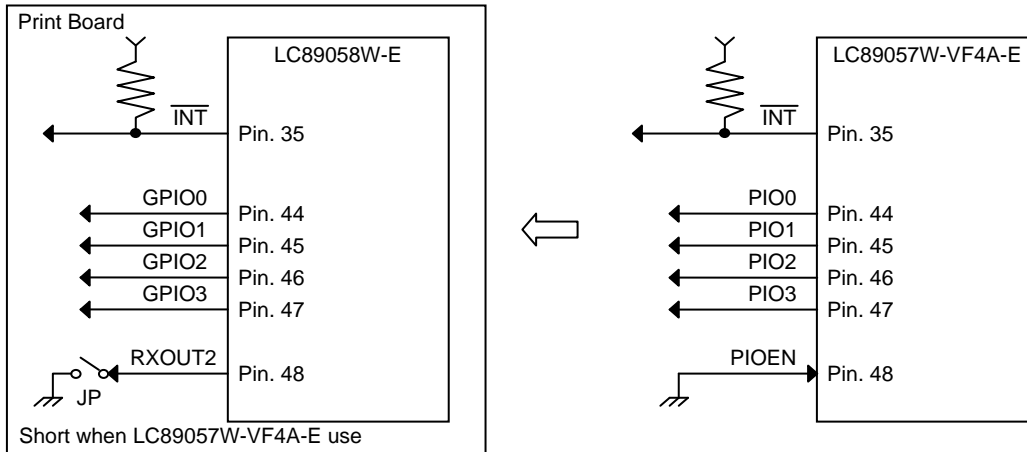 Print Board
LC89058W-E
INT
Pin. 35
GPIO0
Pin. 44
GPIO1
Pin. 45
GPIO2
Pin. 46
GPIO3
Pin. 47
RXOUT2
Pin. 48
JP
Short when LC89057W-VF4A-E use
LC89057W-VF4A-E
INT
Pin. 35
PIO0
Pin. 44
PIO1
Pin. 45
PIO2
Pin. 46
PIO3
Pin. 47
PIOEN
Pin. 48